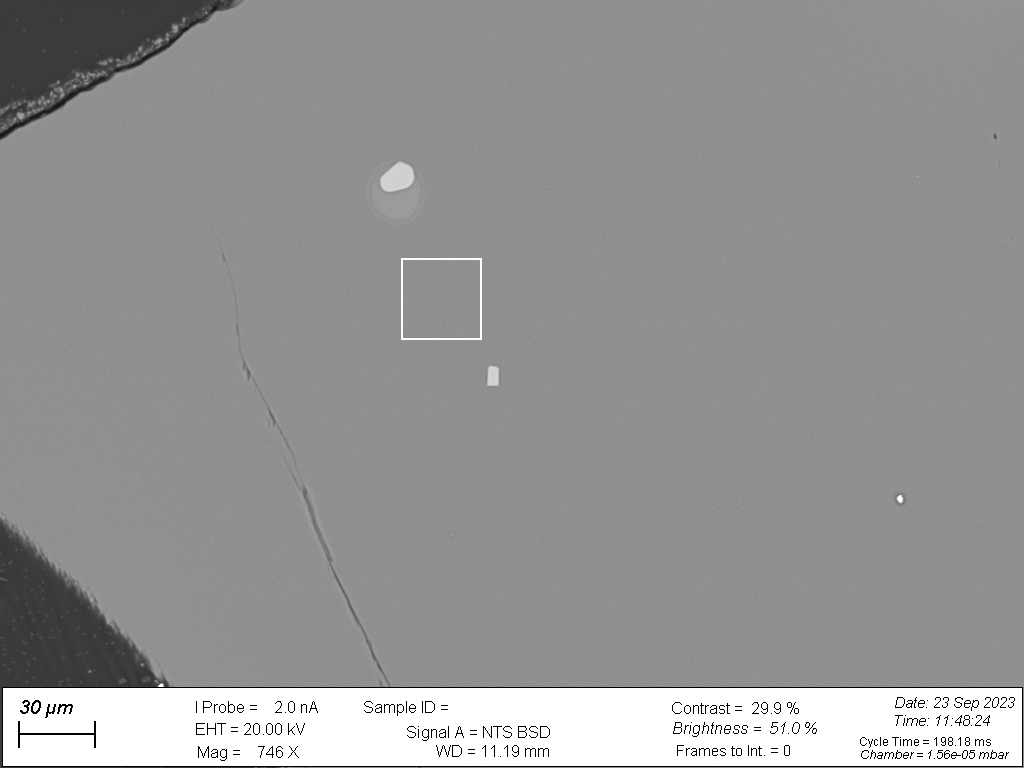 30 µm
I Probe = 2.0 nA
EHT = 20.00 kV
Mag = 746 X
Sample ID =
Signal A = NTS BSD
WD = 11.19 mm
Contrast = 29.9 %
Brightness = 51.0 %
Frames to Int. = 0
Date: 23 Sep 2023
Time: 11:48:24
Cycle Time = 198.18 ms
Chamber = 1.56e-05 mbar